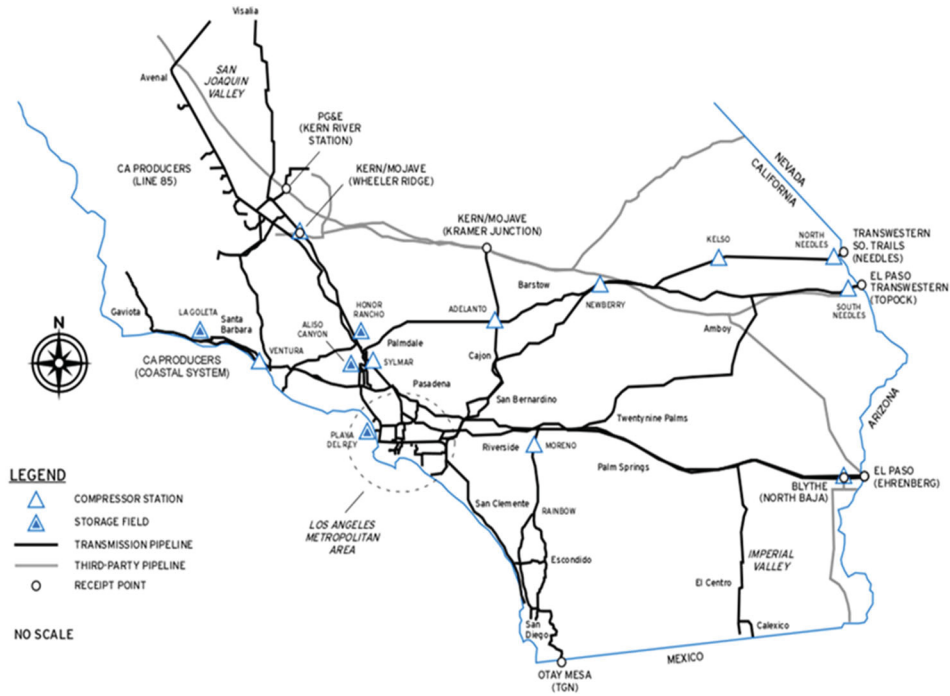 Visalia
SAN
JOAQUIN
VALLEY
Avenal
PG&E
(KERN RIVER
STATION)
CA PRODUCERS
(LINE 85)
KERN/MOJAVE
(WHEELER RIDGE)
KERN/MOJAVE
(KRAMER JUNCTION)
NEVADA
CALIFORNIA
KELSO
NORTH
NEEDLES
TRANSWESTERN
SO. TRAILS
(NEEDLES)
EL PASO
TRANSWESTERN
(TOPOCK)
SOUTH
NEEDLES
Barstow
NEWBERRY
Amboy
ADELANTO
Cajon
HONOR
RANCHO
ALISO
CANYON
Palmdale
SYLMAR
Gaviota
LA GOLETA
Santa
Barbara
VENTURA
CA PRODUCERS
(COASTAL SYSTEM)
N
Pasadena
San Bernardino
Twentynine Palms
ARIZONA
PLAYA
DEL REY
Riverside
MORENO
Palm Springs
BLYTHE
(NORTH BAJA)
EL PASO
(EHRENBERG)
LOS ANGELES
METROPOLITAN
AREA
San Clemente
RAINBOW
Escondido
IMPERIAL
VALLEY
El Centro
Calexico
San
Diego
MEXICO
OTAY MESA
(TGN)
LEGEND
COMPRESSOR STATION
STORAGE FIELD
TRANSMISSION PIPELINE
THIRD-PARTY PIPELINE
RECEIPT POINT
NO SCALE